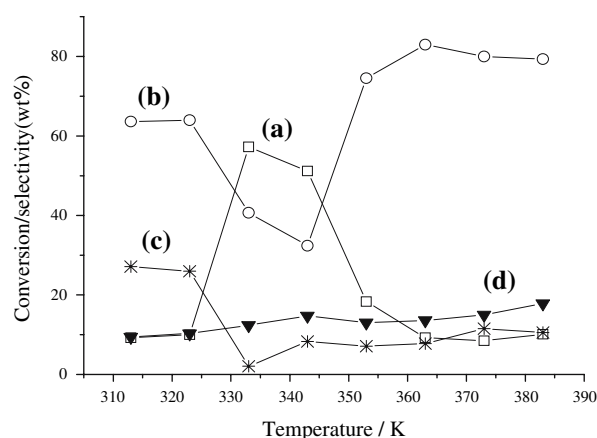 Conversion/selectivity(wt%)
80
60
40
20
0
(b)
(a)
(c)
(d)
310 320 330 340 350 360 370 380 390
Temperature / K